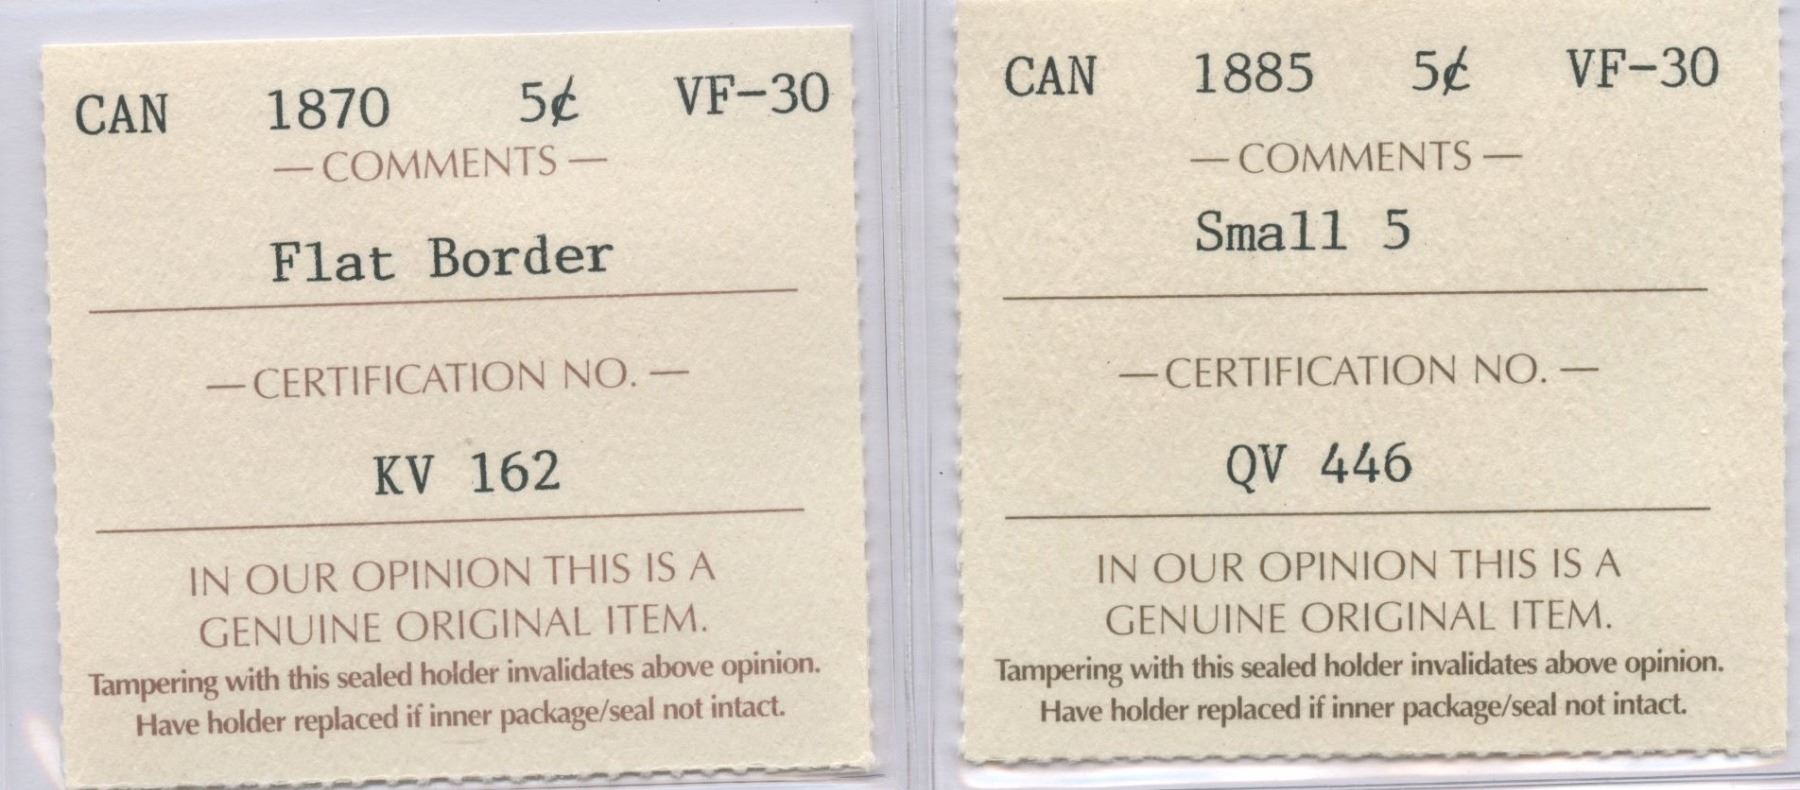 CAN 1870 5¢ VF-30
— COMMENTS —
Flat Border
— CERTIFICATION NO. —
KV 162
IN OUR OPINION THIS IS A
GENUINE ORIGINAL ITEM.
Tampering with this sealed holder invalidates above opinion.
Have holder replaced if inner package/seal not intact.
CAN 1885 5¢ VF-30
— COMMENTS —
Small 5
— CERTIFICATION NO. —
QV 446
IN OUR OPINION THIS IS A
GENUINE ORIGINAL ITEM.
Tampering with this sealed holder invalidates above opinion.
Have holder replaced if inner package/seal not intact.